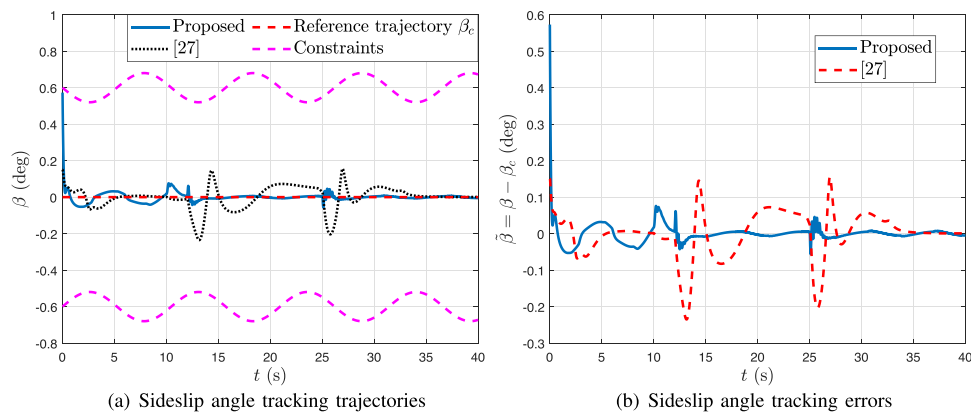 1
0.8
0.6
0.4
0.2
0
-0.2
-0.4
-0.6
-0.8
β (deg)
Proposed
[27]
Reference trajectory β_c
Constraints
0 5 10 15 20 25 30 35 40
t (s)
(a) Sideslip angle tracking trajectories
0.6
0.5
0.4
0.3
0.2
0.1
0
-0.1
-0.2
-0.3
β̃ = β − β_c (deg)
Proposed
[27]
0 5 10 15 20 25 30 35 40
t (s)
(b) Sideslip angle tracking errors